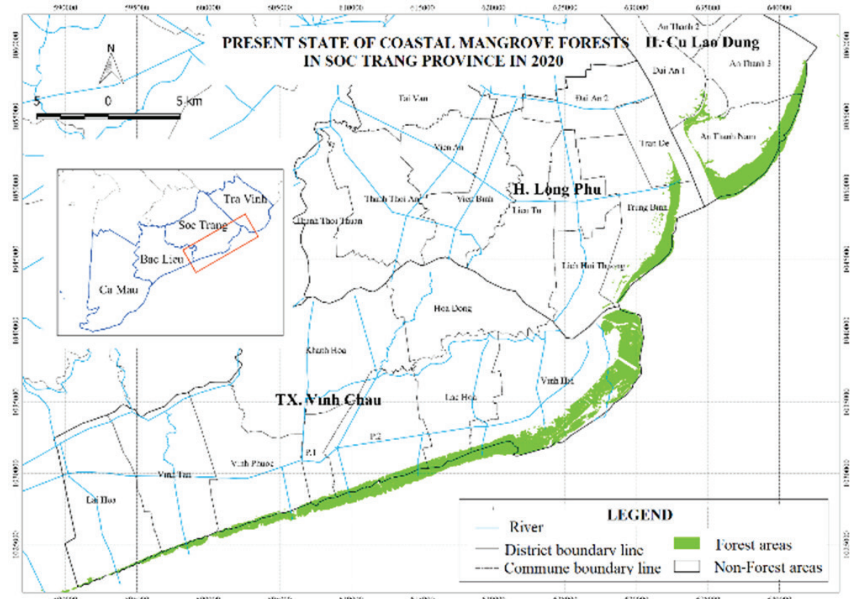 PRESENT STATE OF COASTAL MANGROVE FORESTS
IN SOC TRANG PROVINCE IN 2020
N
5 0 5 km
H. Cu Lao Dung
An Thanh 2
Dai An 1
An Thanh 3
An Thanh Nam
Tai Van
Dai An 2
Tran De
Vien An
H. Long Phu
Thanh Thoi An
Vien Binh
Lieu Tu
Trung Binh
Thanh Thoi Thuan
Lich Hoi Thuong
Tra Vinh
Soc Trang
Bac Lieu
Ca Mau
Hoa Dong
Khanh Hoa
Vinh Hai
TX. Vinh Chau
Lac Hoa
P.2
P.1
Vinh Phuoc
Vinh Tan
Lai Hoa
LEGEND
River
District boundary line
Commune boundary line
Forest areas
Non-Forest areas